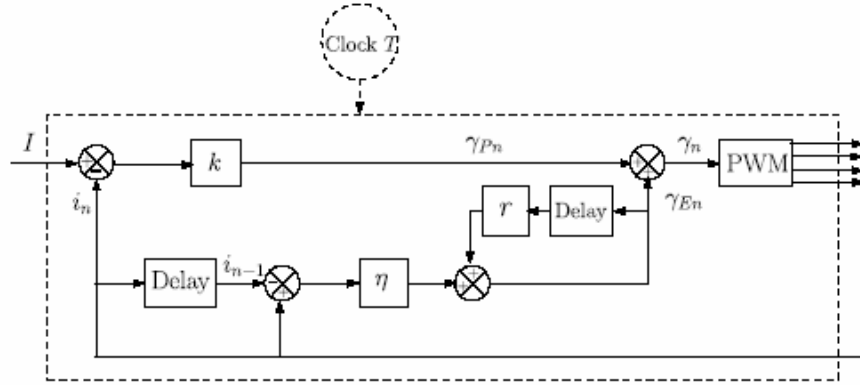 Clock T
I
k
γPn
γn
PWM
in
r
Delay
γEn
Delay
in−1
η